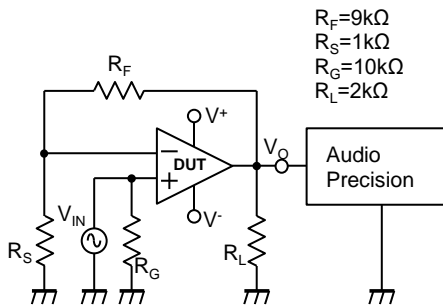 R_F=9kΩ
R_S=1kΩ
R_G=10kΩ
R_L=2kΩ
R_F
V+
DUT
V_O
Audio
Precision
V_IN
V-
R_S
R_G
R_L